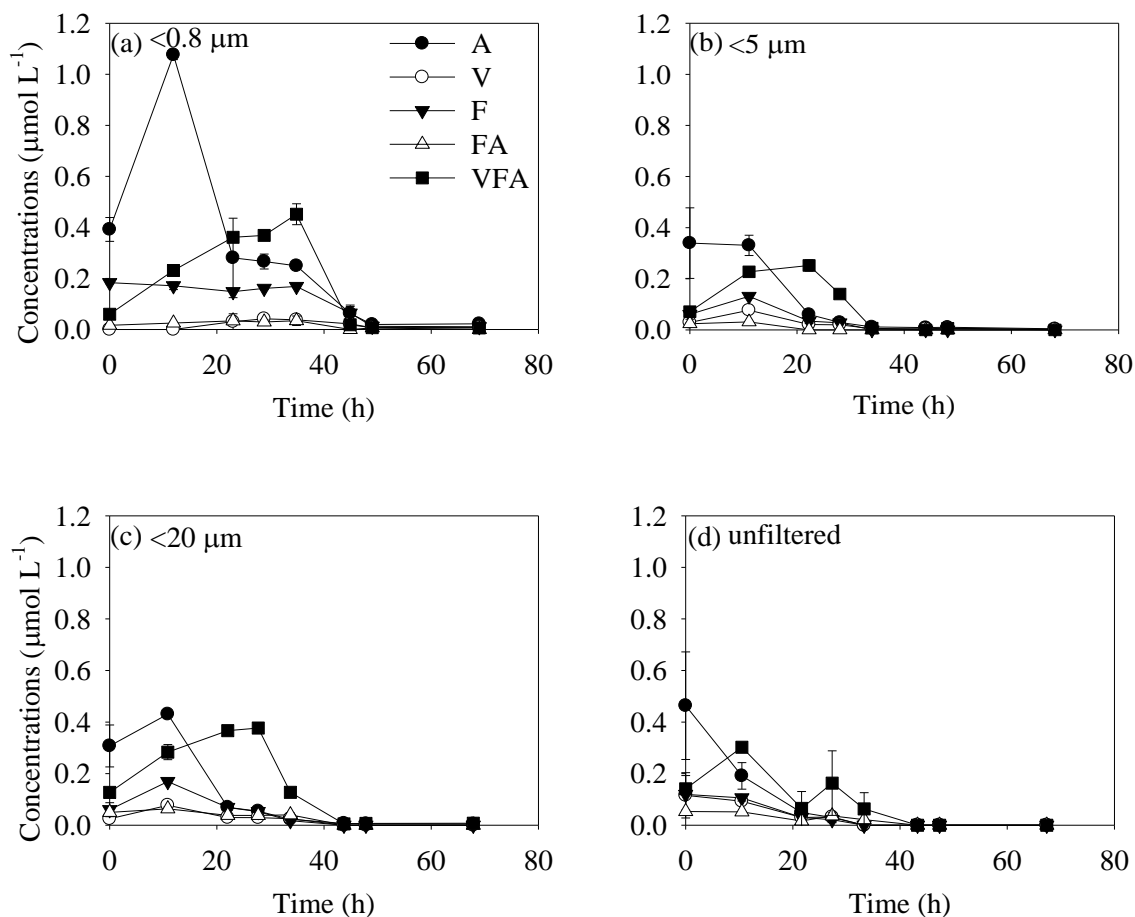 (a) <0.8 μm
A
V
F
FA
VFA
1.2
1.0
0.8
0.6
0.4
0.2
0.0
Concentrations (μmol L⁻¹)
0 20 40 60 80
Time (h)
(b) <5 μm
1.2
1.0
0.8
0.6
0.4
0.2
0.0
0 20 40 60 80
Time (h)
(c) <20 μm
1.2
1.0
0.8
0.6
0.4
0.2
0.0
Concentrations (μmol L⁻¹)
0 20 40 60 80
Time (h)
(d) unfiltered
1.2
1.0
0.8
0.6
0.4
0.2
0.0
0 20 40 60 80
Time (h)